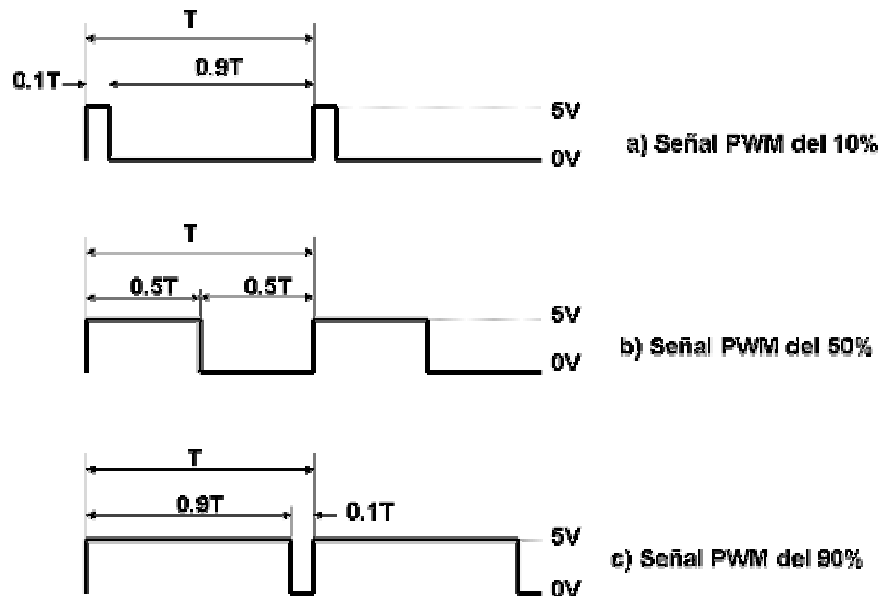 T
0.1T
0.9T
5V
0V
a) Señal PWM del 10%
T
0.5T
0.5T
5V
0V
b) Señal PWM del 50%
T
0.9T
0.1T
5V
0V
c) Señal PWM del 90%